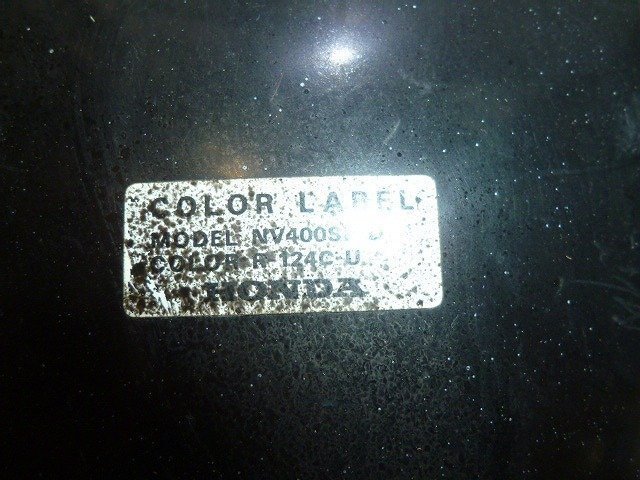 COLOR LABEL
MODEL NV400S
COLOR R-124C-U
HONDA